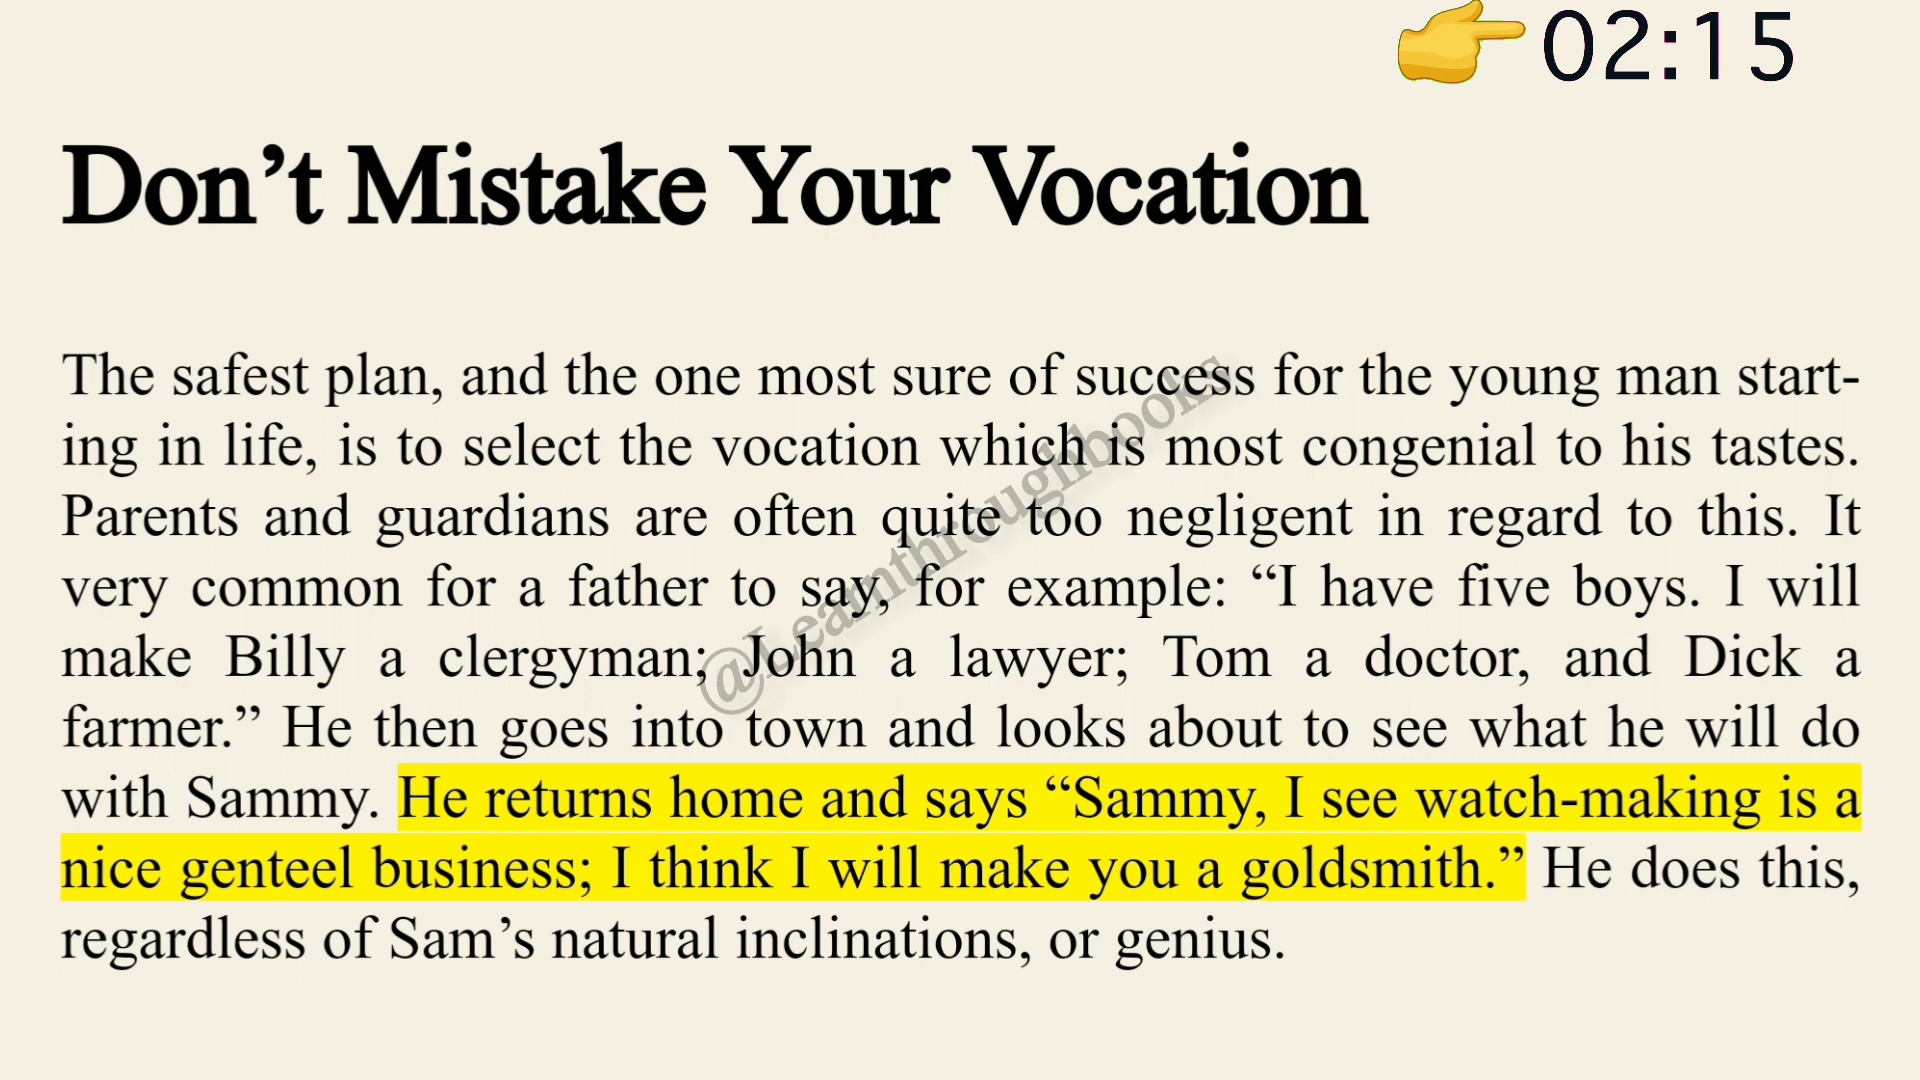 02:15
Don’t Mistake Your Vocation
The safest plan, and the one most sure of success for the young man start-
ing in life, is to select the vocation which is most congenial to his tastes.
Parents and guardians are often quite too negligent in regard to this. It
very common for a father to say, for example: “I have five boys. I will
make Billy a clergyman; John a lawyer; Tom a doctor, and Dick a
farmer.” He then goes into town and looks about to see what he will do
with Sammy. He returns home and says “Sammy, I see watch-making is a
nice genteel business; I think I will make you a goldsmith.” He does this,
regardless of Sam’s natural inclinations, or genius.
@Learnthroughbooks